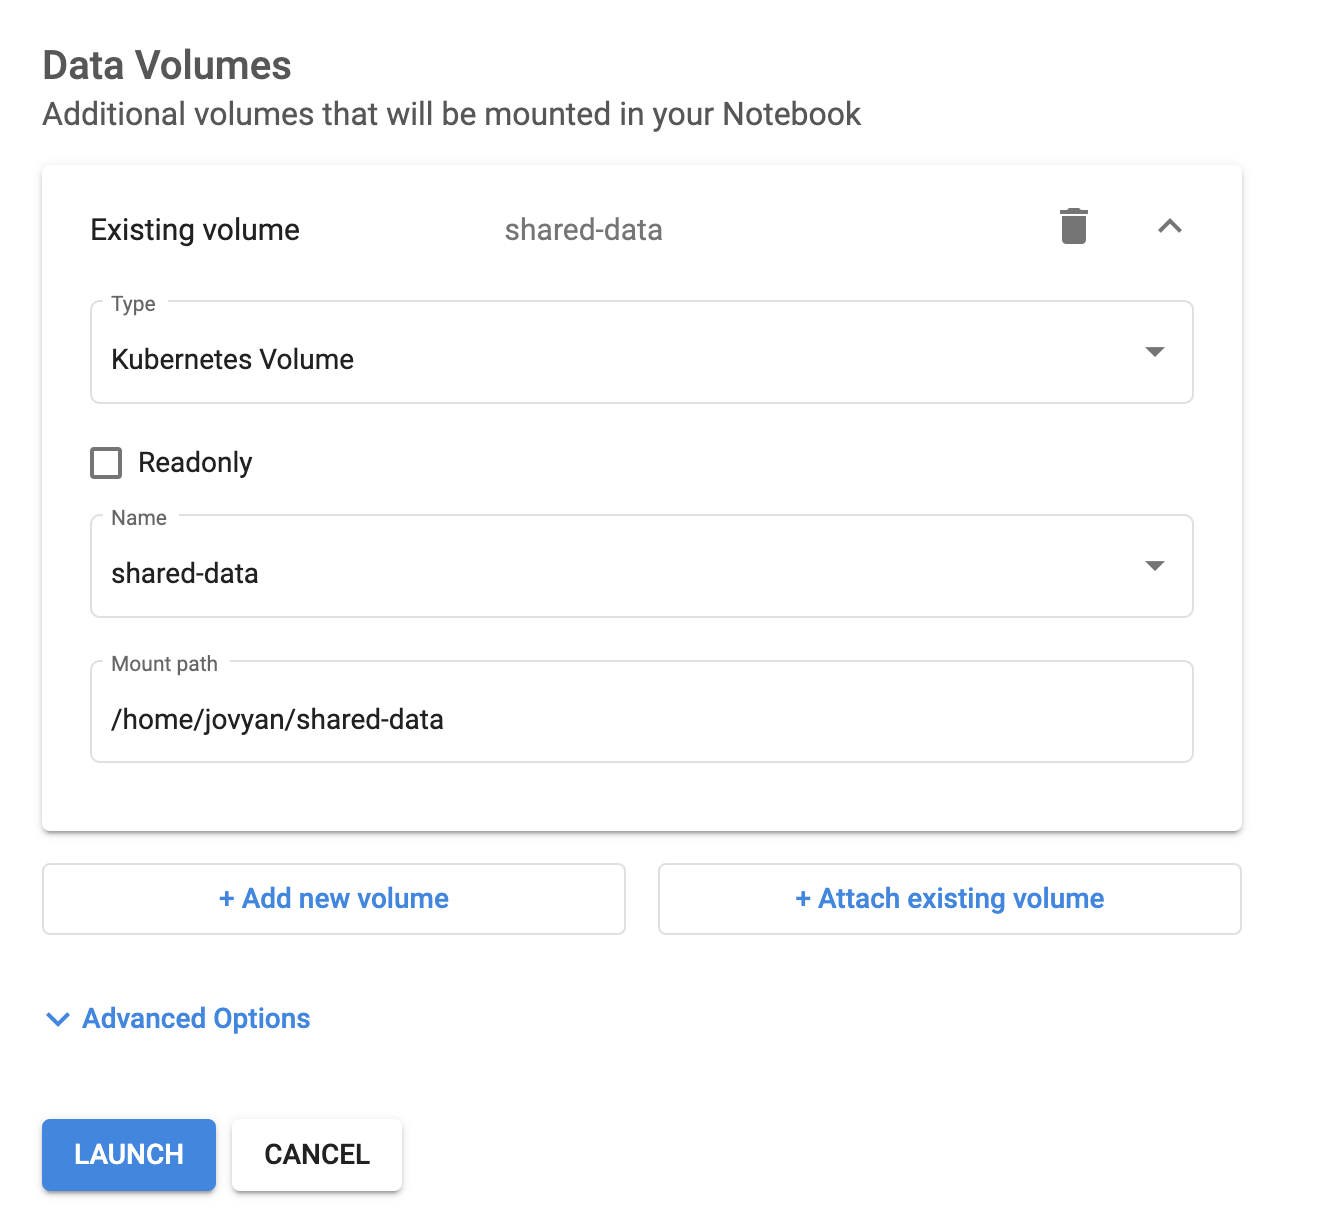 Data Volumes
Additional volumes that will be mounted in your Notebook
Existing volume shared-data
Type
Kubernetes Volume
Readonly
Name
shared-data
Mount path
/home/jovyan/shared-data
+ Add new volume + Attach existing volume
Advanced Options
LAUNCH CANCEL